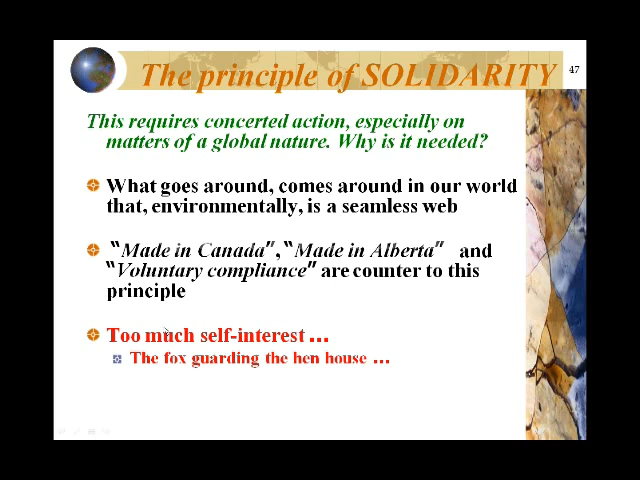 The principle of SOLIDARITY
47
This requires concerted action, especially on
matters of a global nature. Why is it needed?
What goes around, comes around in our world
that, environmentally, is a seamless web
"Made in Canada", "Made in Alberta" and
"Voluntary compliance" are counter to this
principle
Too much self-interest …
The fox guarding the hen house …